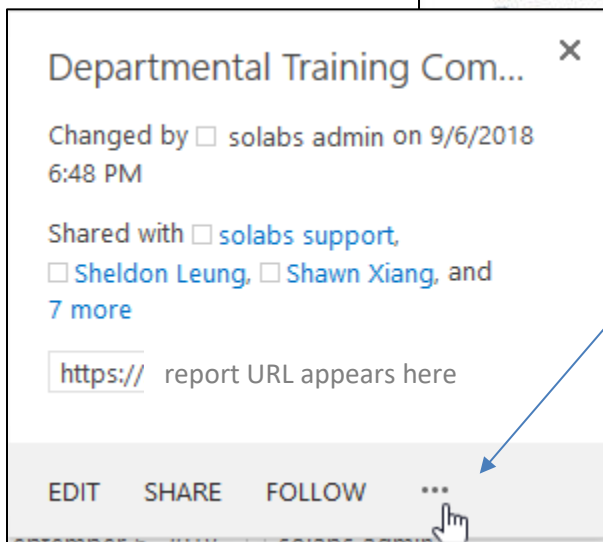 Departmental Training Com...
Changed by solabs admin on 9/6/2018
6:48 PM
Shared with solabs support,
Sheldon Leung, Shawn Xiang, and
7 more
https:// report URL appears here
EDIT SHARE FOLLOW ...